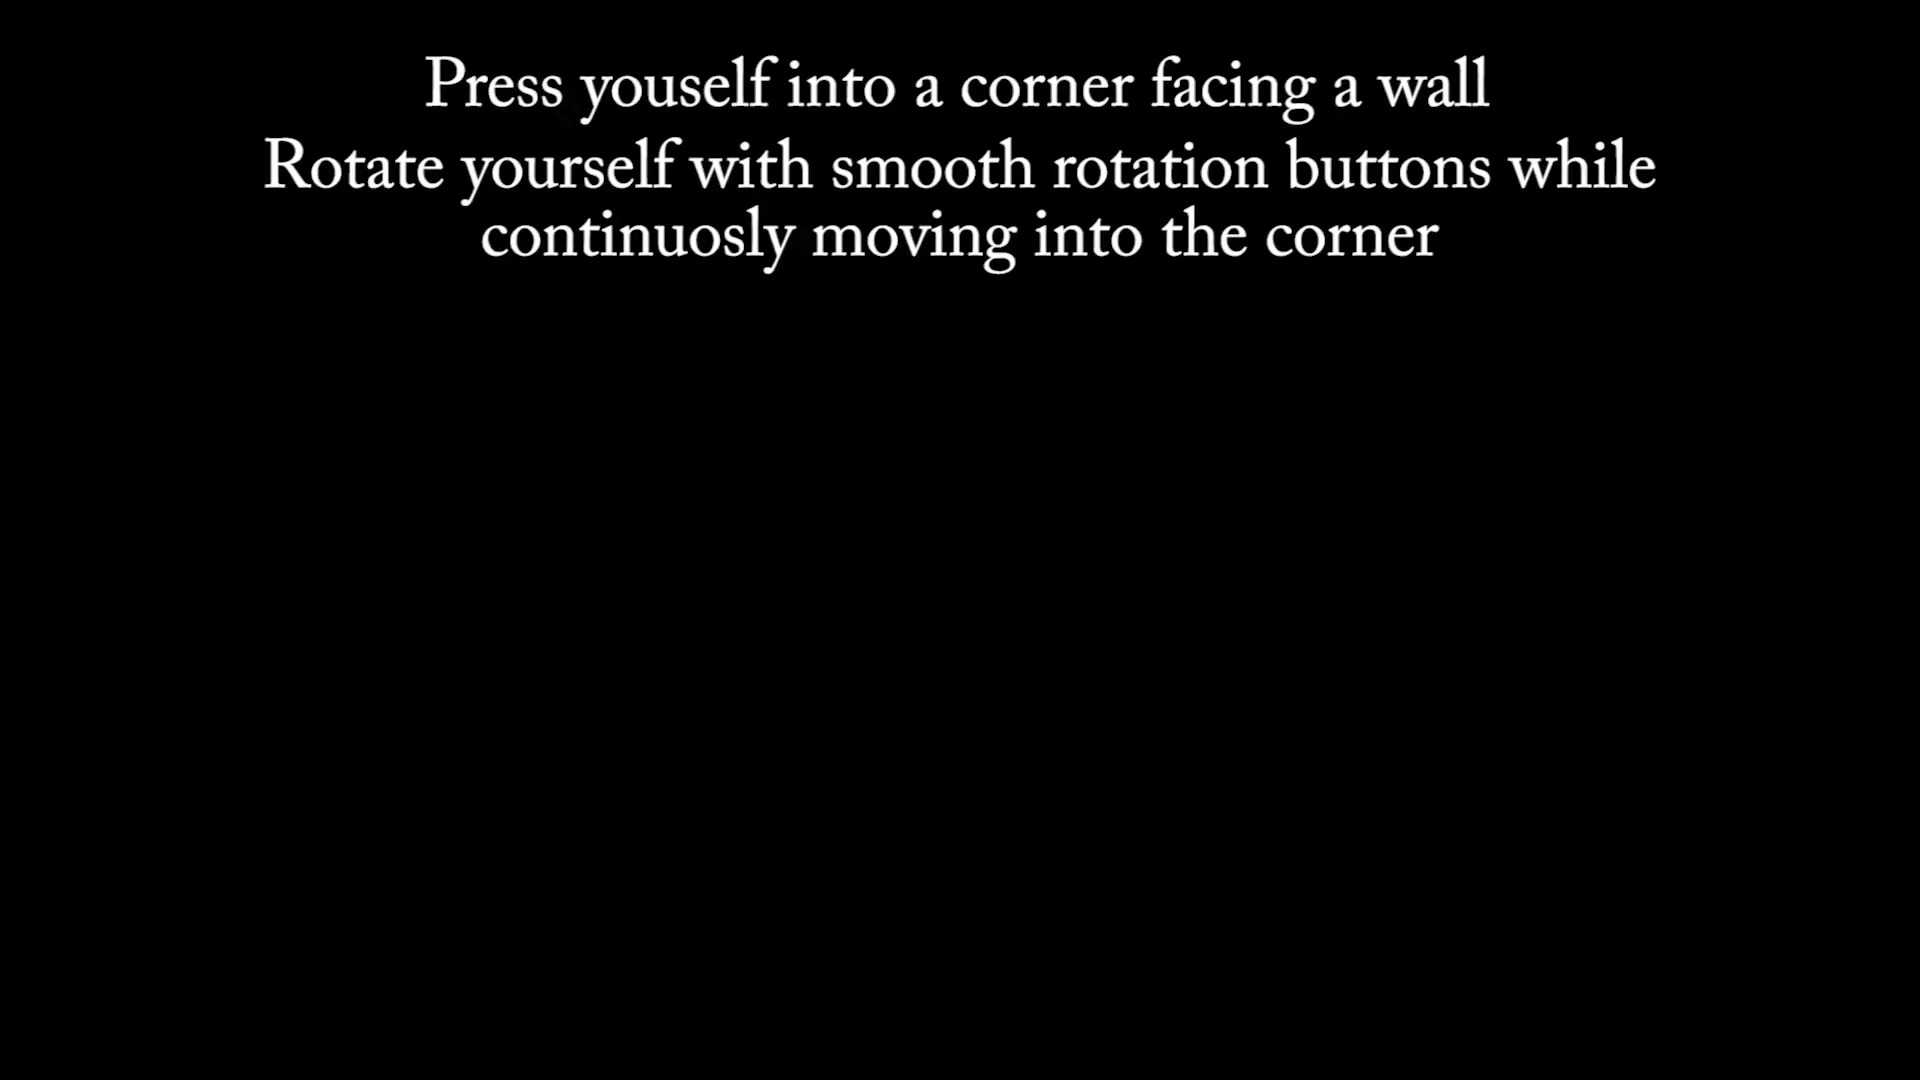 Press youself into a corner facing a wall
Rotate yourself with smooth rotation buttons while
continuosly moving into the corner